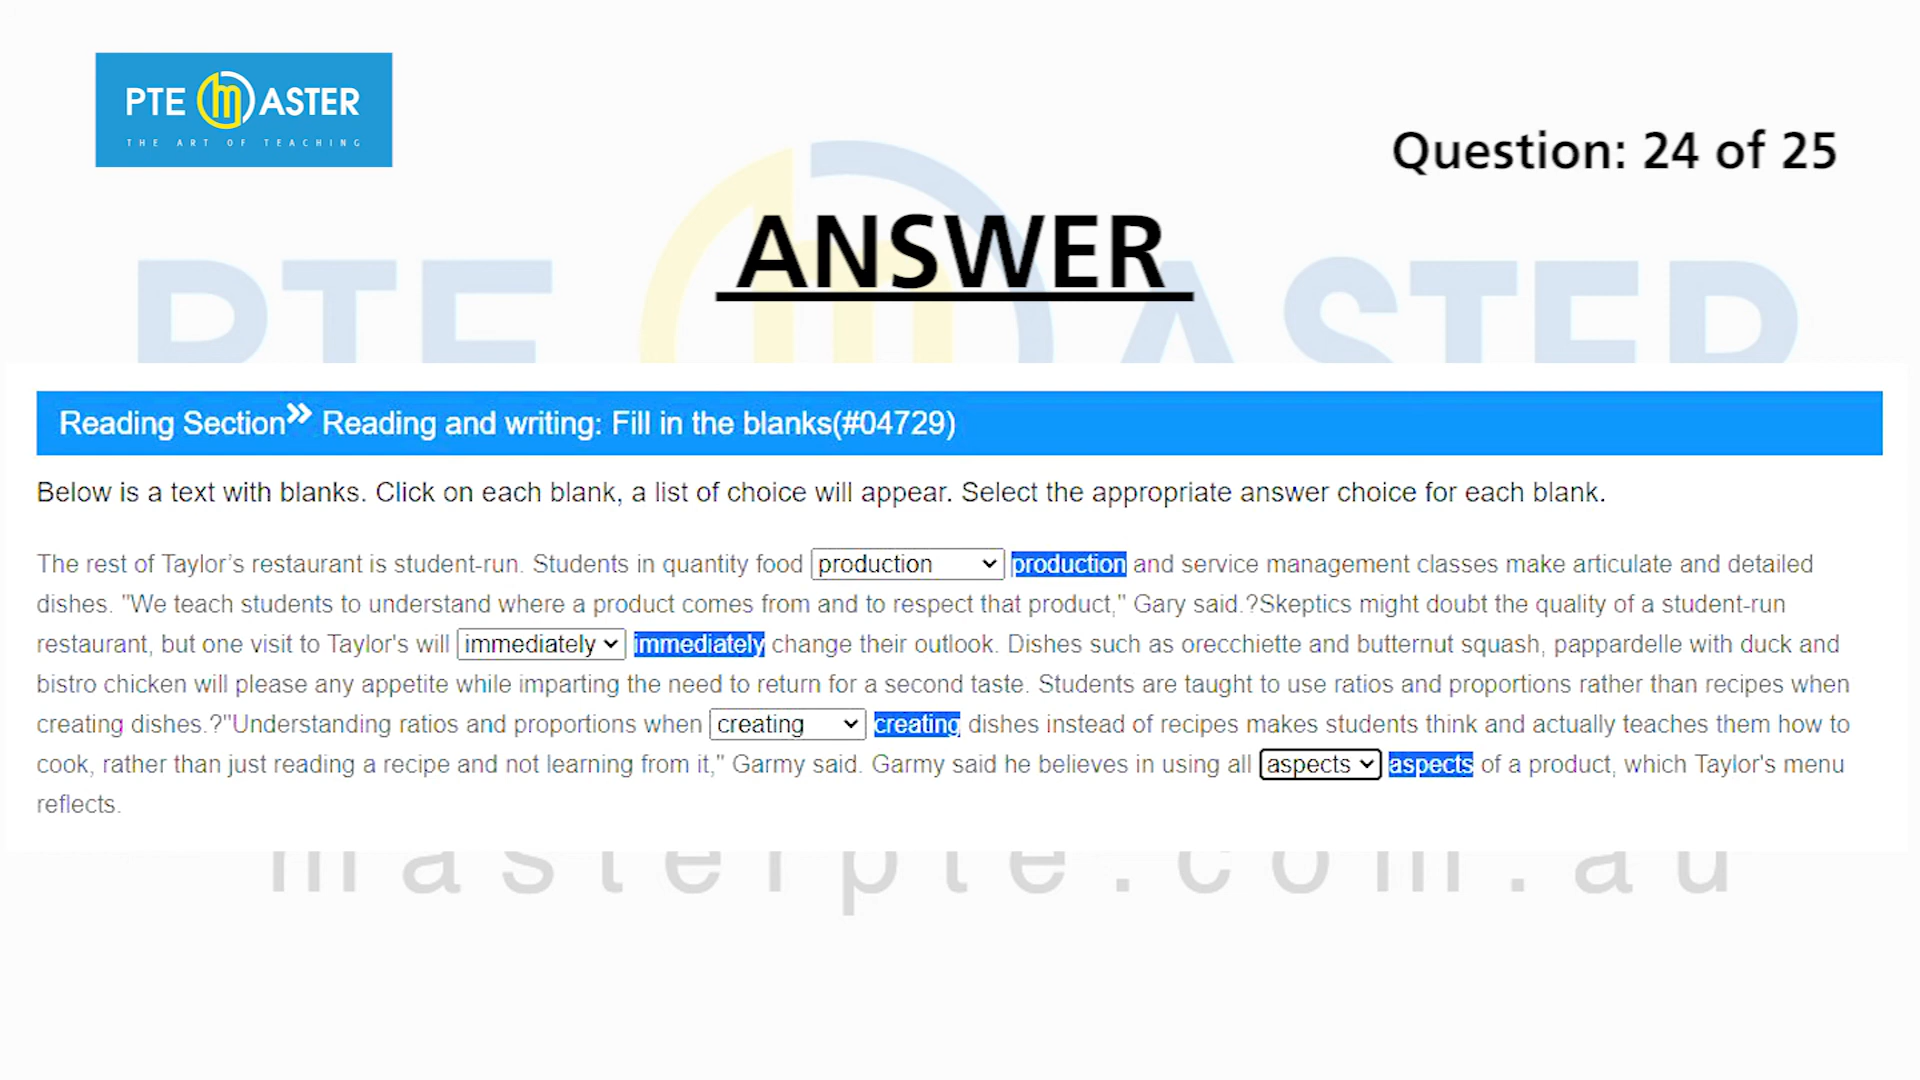 PTE MASTER
THE ART OF TEACHING
Question: 24 of 25
ANSWER
PTE MASTER
Reading Section» Reading and writing: Fill in the blanks(#04729)
Below is a text with blanks. Click on each blank, a list of choice will appear. Select the appropriate answer choice for each blank.
The rest of Taylor’s restaurant is student-run. Students in quantity food production production and service management classes make articulate and detailed
dishes. "We teach students to understand where a product comes from and to respect that product," Gary said.?Skeptics might doubt the quality of a student-run
restaurant, but one visit to Taylor's will immediately immediately change their outlook. Dishes such as orecchiette and butternut squash, pappardelle with duck and
bistro chicken will please any appetite while imparting the need to return for a second taste. Students are taught to use ratios and proportions rather than recipes when
creating dishes.?"Understanding ratios and proportions when creating creating dishes instead of recipes makes students think and actually teaches them how to
cook, rather than just reading a recipe and not learning from it," Garmy said. Garmy said he believes in using all aspects aspects of a product, which Taylor's menu
reflects.
masterpte.com.au